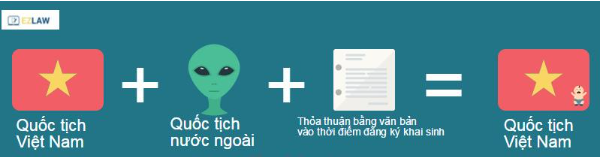 EZLAW
Quốc tịch
Việt Nam
Quốc tịch
nước ngoài
Thỏa thuận bằng văn bản
vào thời điểm đăng ký khai sinh
Quốc tịch
Việt Nam